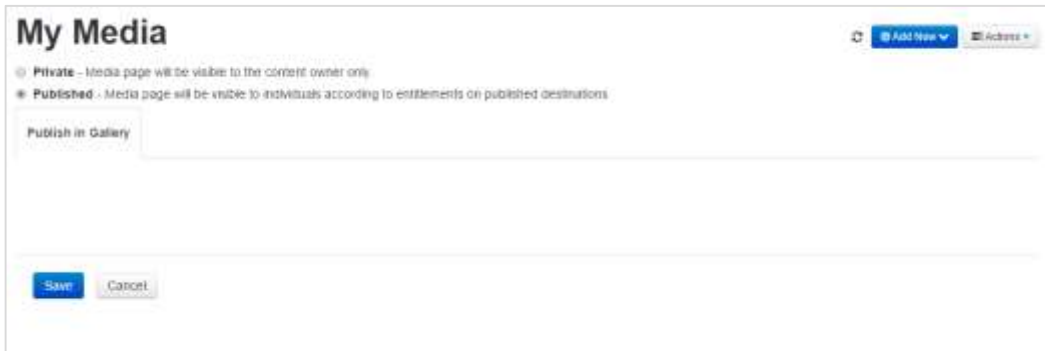 My Media
Add New
Actions
Private - Media page will be visible to the content owner only.
Published - Media page will be visible to individuals according to entitlements on published destinations
Publish in Gallery
Save
Cancel